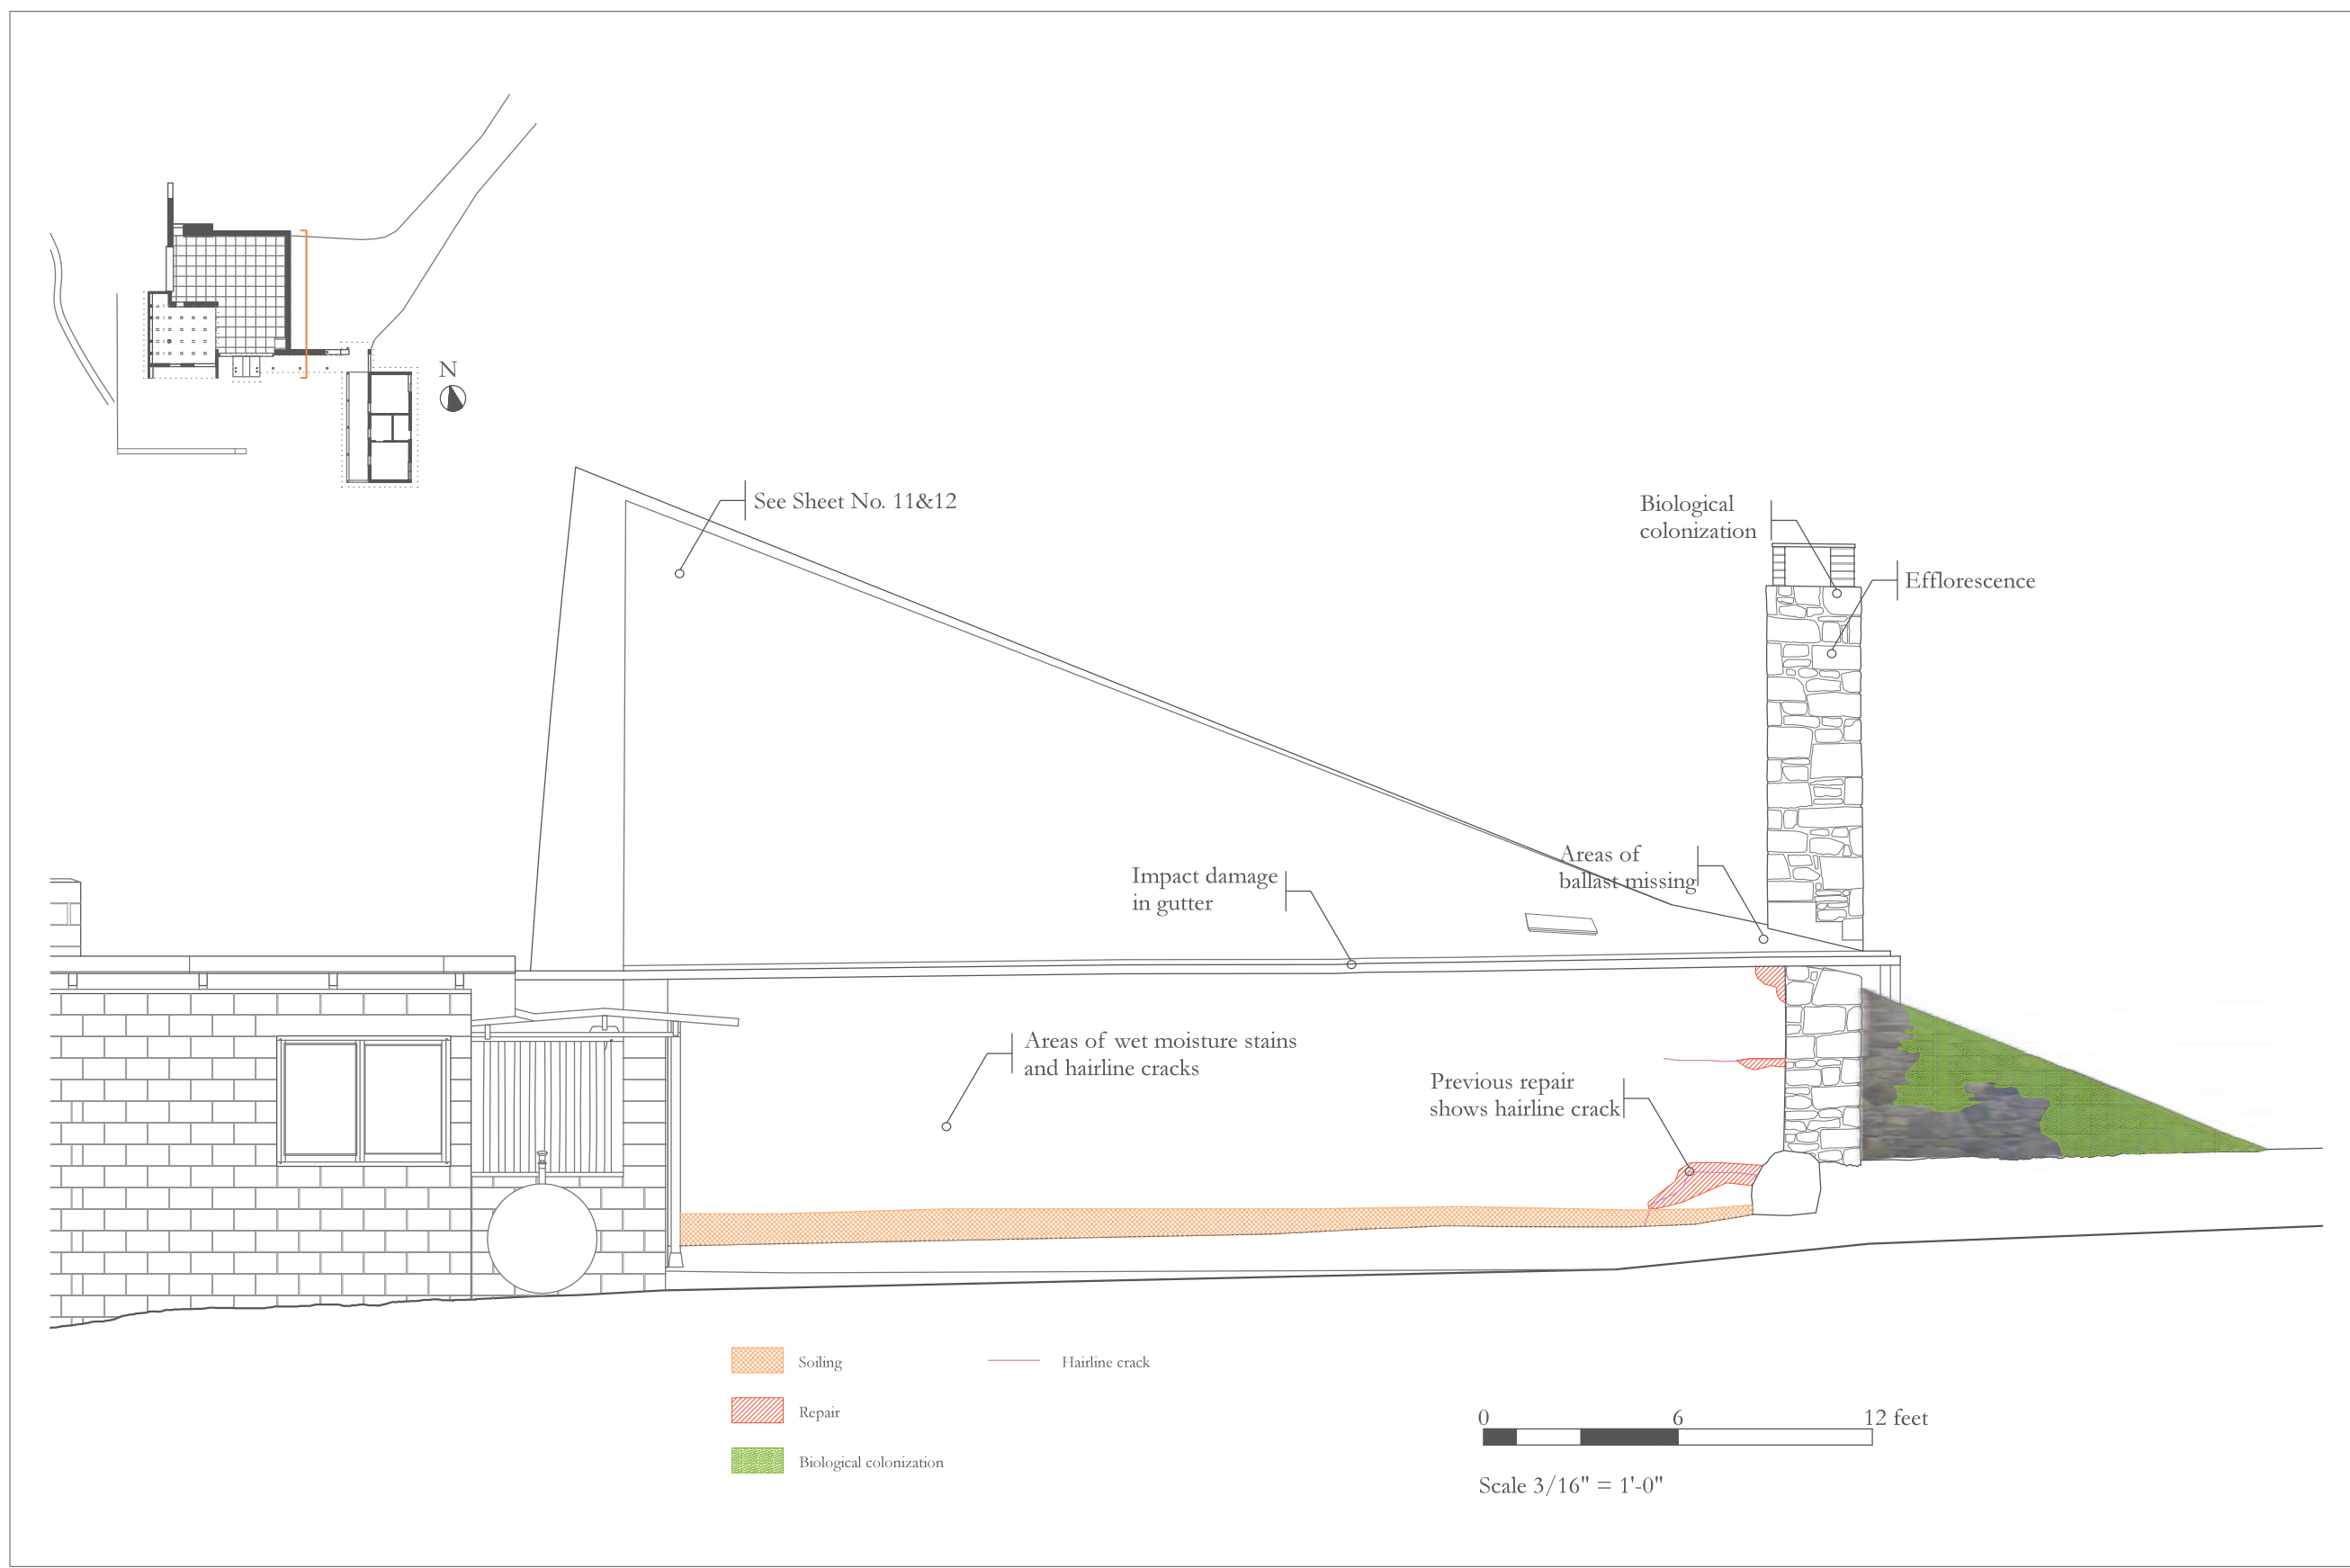 N
See Sheet No. 11&12
Biological
colonization
Efflorescence
Areas of
ballast missing
Impact damage
in gutter
Areas of wet moisture stains
and hairline cracks
Previous repair
shows hairline crack
Soiling
Hairline crack
Repair
Biological colonization
0 6 12 feet
Scale 3/16" = 1'-0"